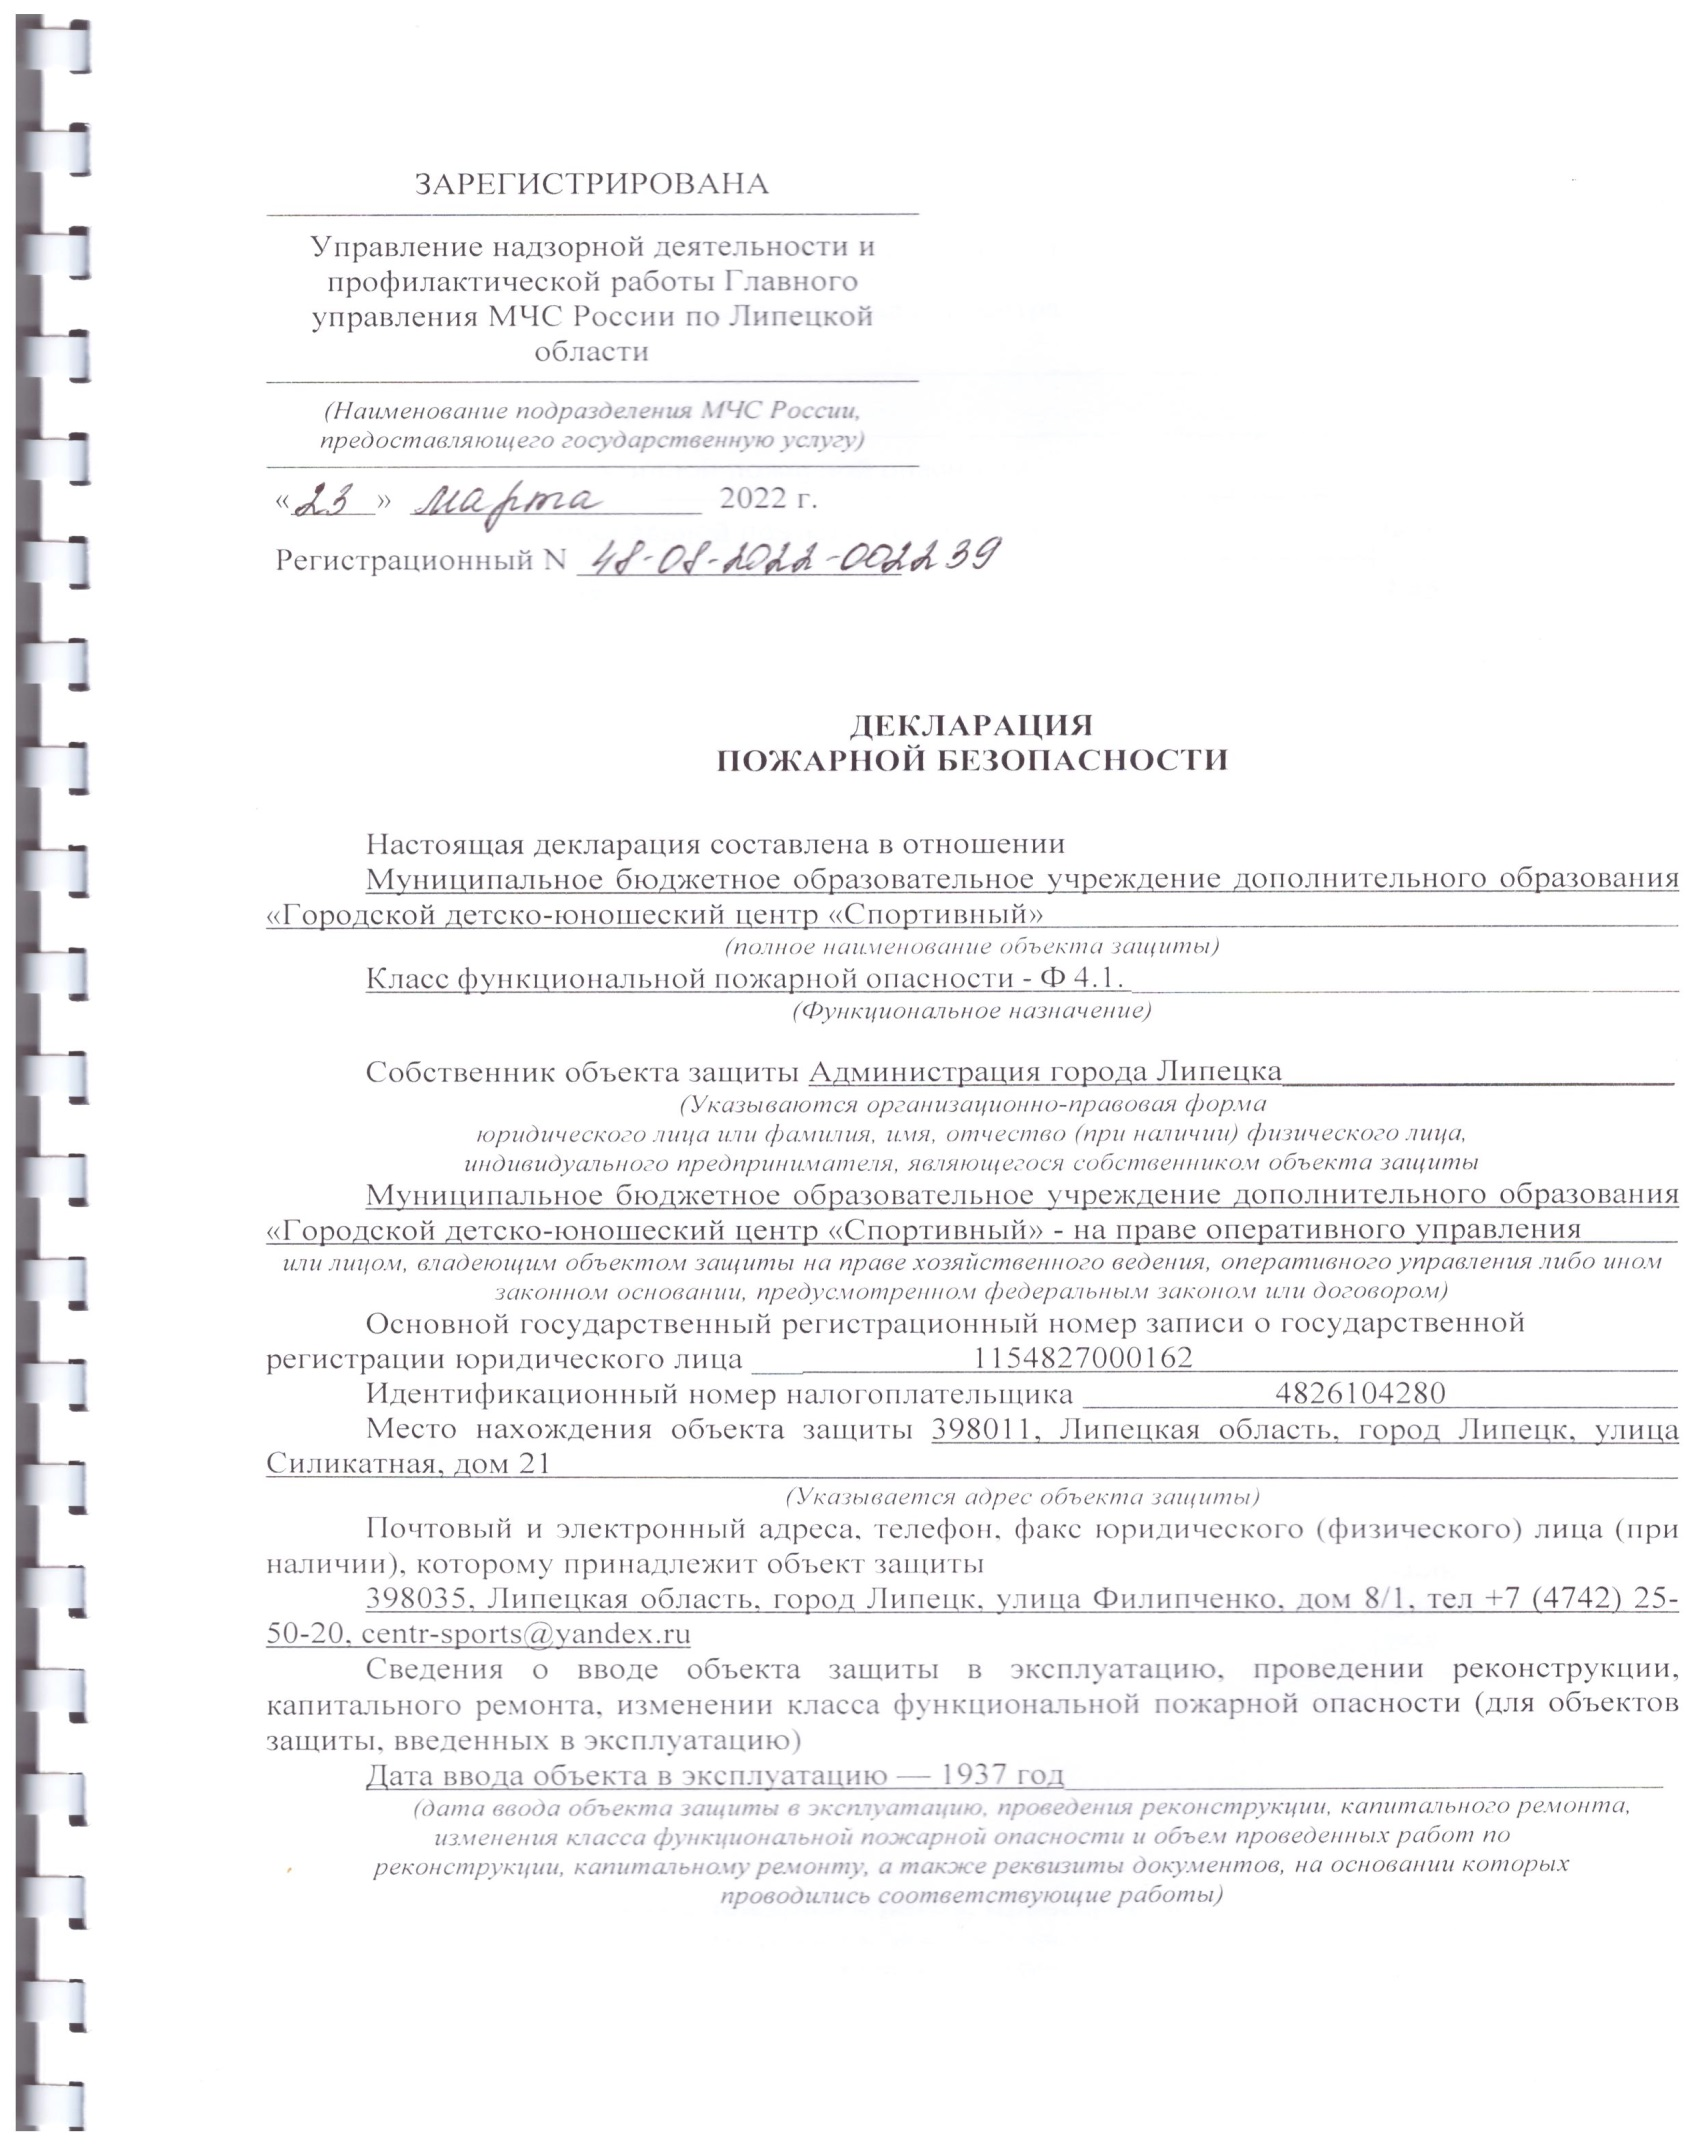 ЗАРЕГИСТРИРОВАНА
Управление надзорной деятельности и
профилактической работы Главного
управления МЧС России по Липецкой
области
(Наименование подразделения МЧС России,
предоставляющего государственную услугу)
«23» марта 2022 г.
Регистрационный N 48-08-2022-002239
ДЕКЛАРАЦИЯ
ПОЖАРНОЙ БЕЗОПАСНОСТИ
Настоящая декларация составлена в отношении
Муниципальное бюджетное образовательное учреждение дополнительного образования
«Городской детско-юношеский центр «Спортивный»
(полное наименование объекта защиты)
Класс функциональной пожарной опасности - Ф 4.1.
(Функциональное назначение)
Собственник объекта защиты Администрация города Липецка
(Указываются организационно-правовая форма
юридического лица или фамилия, имя, отчество (при наличии) физического лица,
индивидуального предпринимателя, являющегося собственником объекта защиты
Муниципальное бюджетное образовательное учреждение дополнительного образования
«Городской детско-юношеский центр «Спортивный» - на праве оперативного управления
или лицом, владеющим объектом защиты на праве хозяйственного ведения, оперативного управления либо ином
законном основании, предусмотренном федеральным законом или договором)
Основной государственный регистрационный номер записи о государственной
регистрации юридического лица 1154827000162
Идентификационный номер налогоплательщика 4826104280
Место нахождения объекта защиты 398011, Липецкая область, город Липецк, улица
Силикатная, дом 21
(Указывается адрес объекта защиты)
Почтовый и электронный адреса, телефон, факс юридического (физического) лица (при
наличии), которому принадлежит объект защиты
398035, Липецкая область, город Липецк, улица Филипченко, дом 8/1, тел +7 (4742) 25-
50-20, centr-sports@yandex.ru
Сведения о вводе объекта защиты в эксплуатацию, проведении реконструкции,
капитального ремонта, изменении класса функциональной пожарной опасности (для объектов
защиты, введенных в эксплуатацию)
Дата ввода объекта в эксплуатацию — 1937 год
(дата ввода объекта защиты в эксплуатацию, проведения реконструкции, капитального ремонта,
изменения класса функциональной пожарной опасности и объем проведенных работ по
реконструкции, капитальному ремонту, а также реквизиты документов, на основании которых
проводились соответствующие работы)